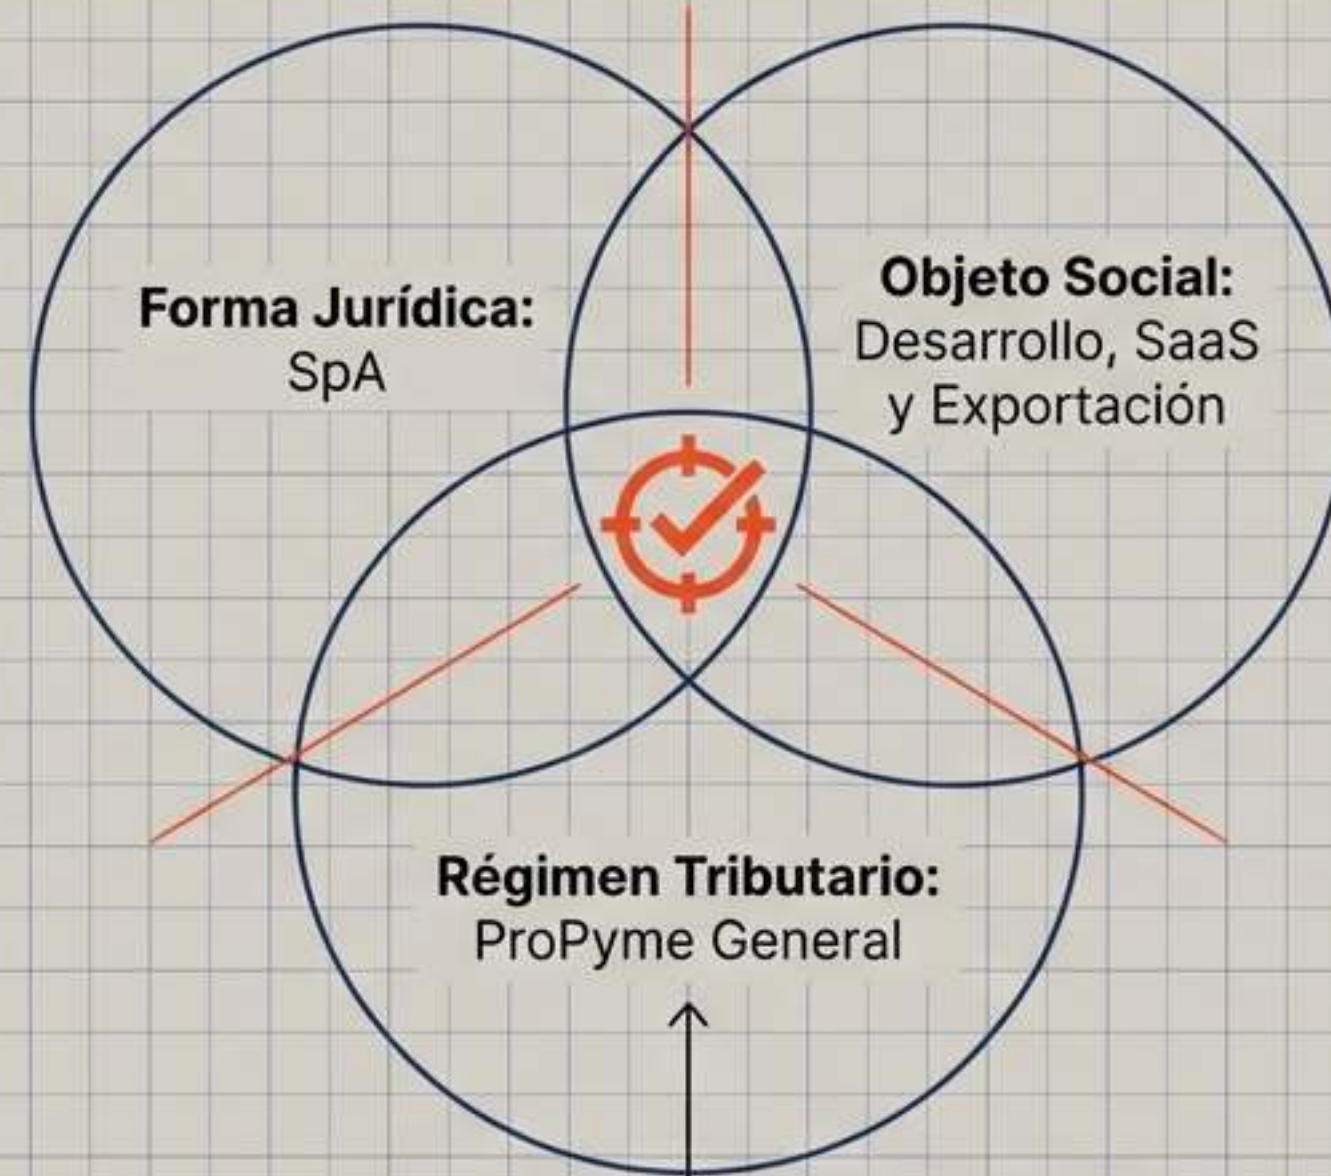 Forma Jurídica:
SpA
Objeto Social:
Desarrollo, SaaS
y Exportación
Régimen Tributario:
ProPyme General